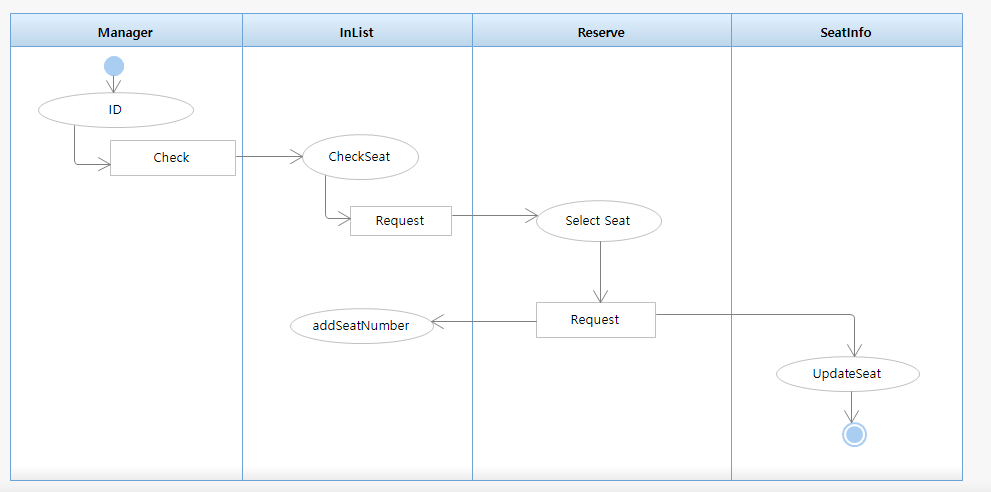 Manager
InList
Reserve
SeatInfo
ID
Check
CheckSeat
Request
Select Seat
addSeatNumber
Request
UpdateSeat